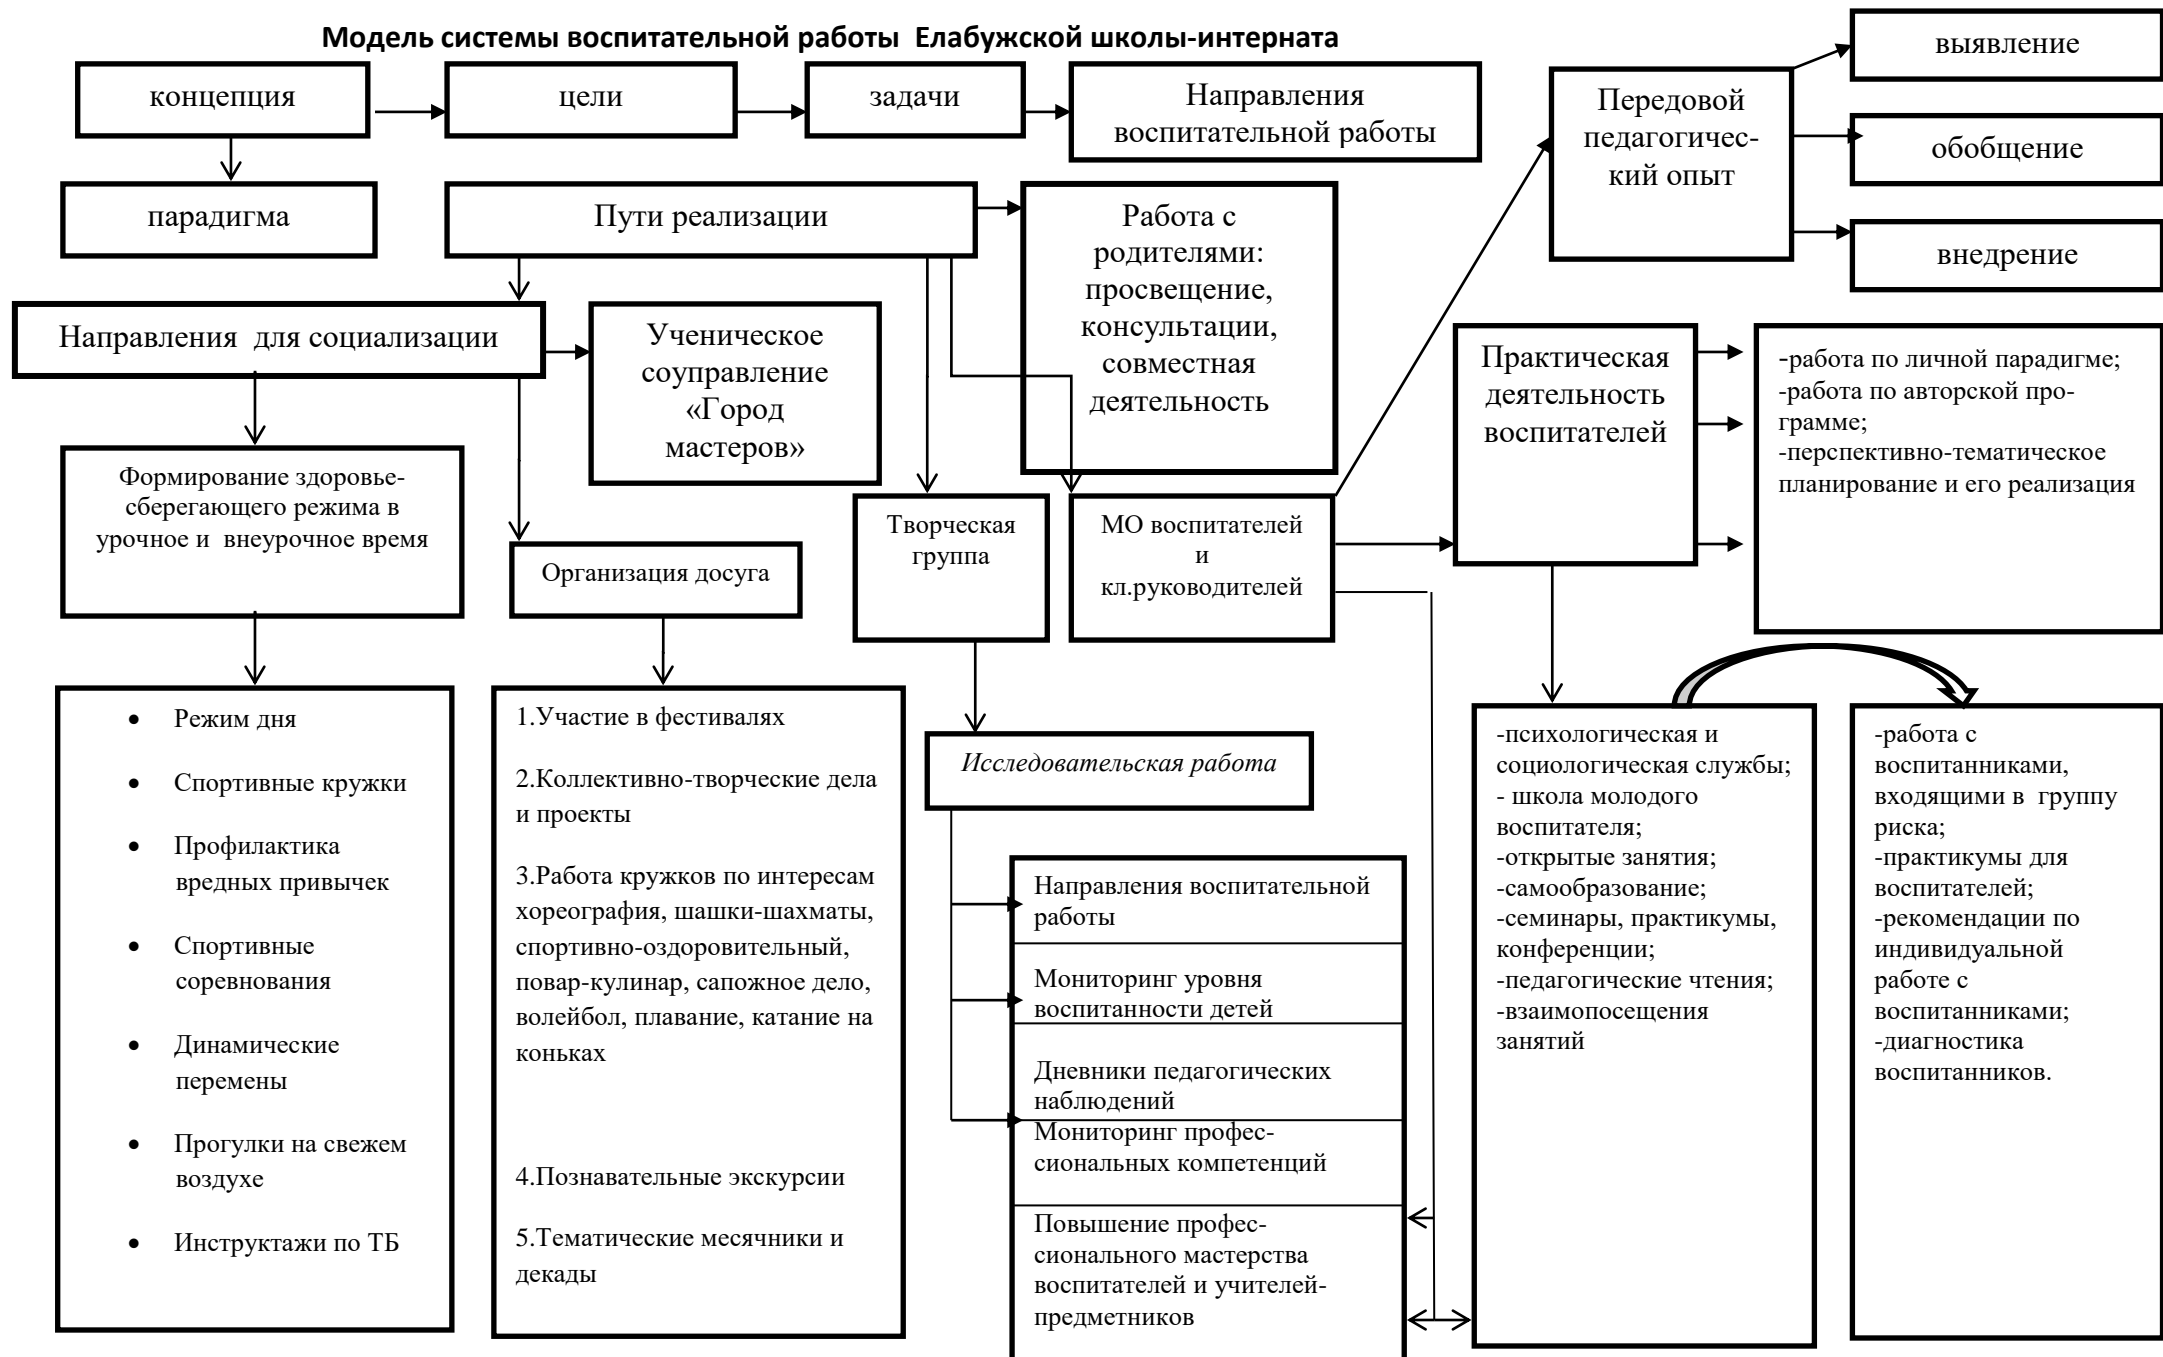 Модель системы воспитательной работы  Елабужской школы-интерната
концепция
цели
задачи
Направления
воспитательной работы
Передовой
педагогичес-
кий опыт
выявление
обобщение
внедрение
парадигма
Пути реализации
Работа с
родителями:
просвещение,
консультации,
совместная
деятельность
Направления  для социализации
Ученическое
соуправление
«Город
мастеров»
Практическая
деятельность
воспитателей
-работа по личной парадигме;
-работа по авторской про-
грамме;
-перспективно-тематическое
планирование и его реализация
Формирование здоровье-
сберегающего режима в
урочное и  внеурочное время
Организация досуга
Творческая
группа
МО воспитателей
и
кл.руководителей
• Режим дня
• Спортивные кружки
• Профилактика
вредных привычек
• Спортивные
соревнования
• Динамические
перемены
• Прогулки на свежем
воздухе
• Инструктажи по ТБ
1.Участие в фестивалях
2.Коллективно-творческие дела
и проекты
3.Работа кружков по интересам
хореография, шашки-шахматы,
спортивно-оздоровительный,
повар-кулинар, сапожное дело,
волейбол, плавание, катание на
коньках
4.Познавательные экскурсии
5.Тематические месячники и
декады
Исследовательская работа
Направления воспитательной
работы
Мониторинг уровня
воспитанности детей
Дневники педагогических
наблюдений
Мониторинг профес-
сиональных компетенций
Повышение профес-
сионального мастерства
воспитателей и учителей-
предметников
-психологическая и
социологическая службы;
- школа молодого
воспитателя;
-открытые занятия;
-самообразование;
-семинары, практикумы,
конференции;
-педагогические чтения;
-взаимопосещения
занятий
-работа с
воспитанниками,
входящими в  группу
риска;
-практикумы для
воспитателей;
-рекомендации по
индивидуальной
работе с
воспитанниками;
-диагностика
воспитанников.